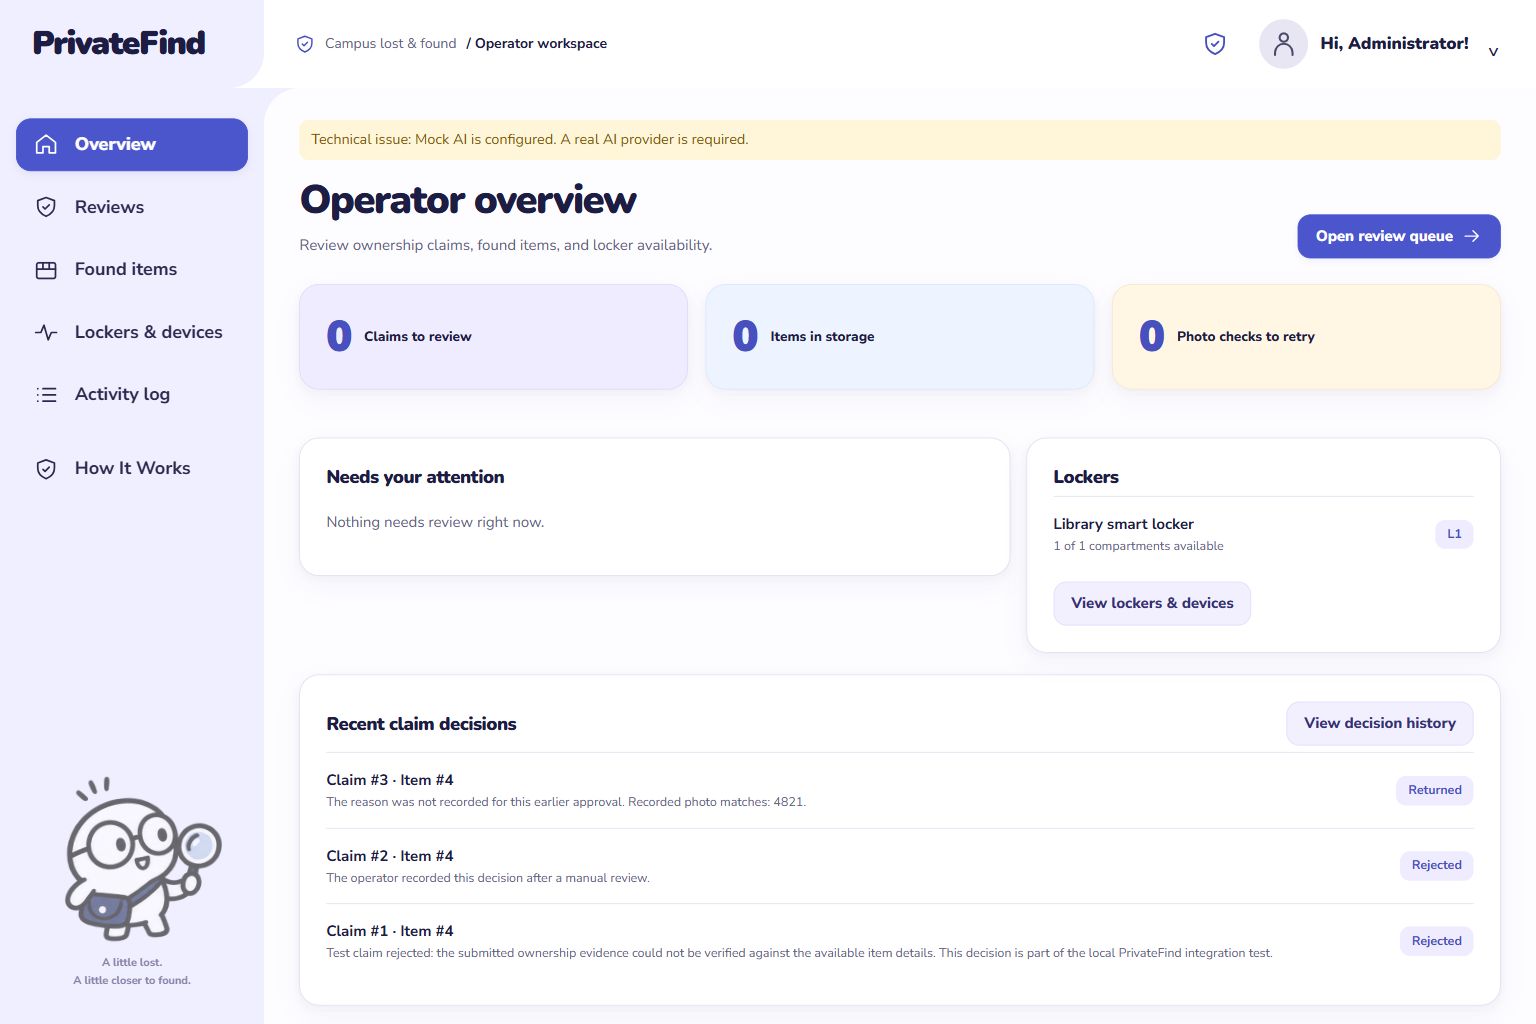 PrivateFind
Campus lost & found / Operator workspace
Hi, Administrator!
Overview
Reviews
Found items
Lockers & devices
Activity log
How It Works
A little lost.
A little closer to found.
Technical issue: Mock AI is configured. A real AI provider is required.
Operator overview
Review ownership claims, found items, and locker availability.
Open review queue →
0 Claims to review
0 Items in storage
0 Photo checks to retry
Needs your attention
Nothing needs review right now.
Lockers
Library smart locker
1 of 1 compartments available
L1
View lockers & devices
Recent claim decisions
View decision history
Claim #3 · Item #4
The reason was not recorded for this earlier approval. Recorded photo matches: 4821.
Returned
Claim #2 · Item #4
The operator recorded this decision after a manual review.
Rejected
Claim #1 · Item #4
Test claim rejected: the submitted ownership evidence could not be verified against the available item details. This decision is part of the local PrivateFind integration test.
Rejected